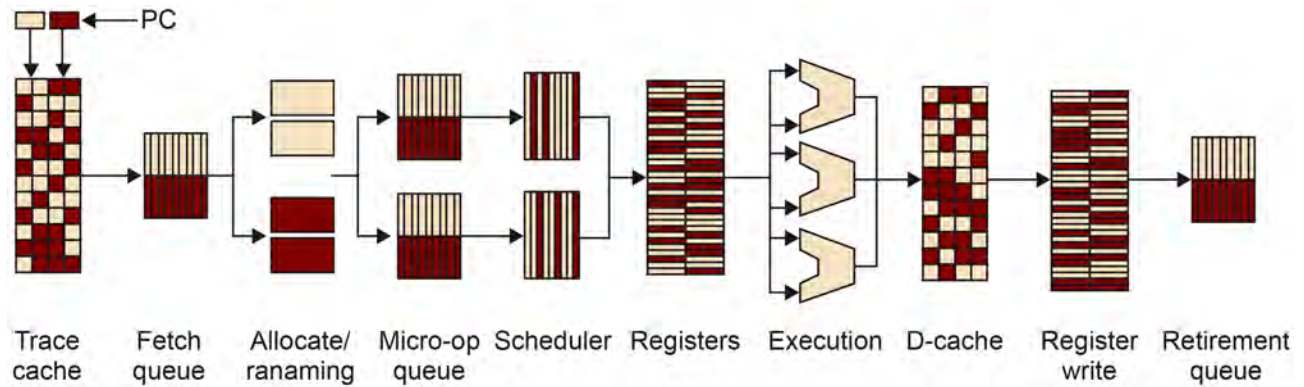 PC
Trace
cache
Fetch
queue
Allocate/
ranaming
Micro-op
queue
Scheduler
Registers
Execution
D-cache
Register
write
Retirement
queue